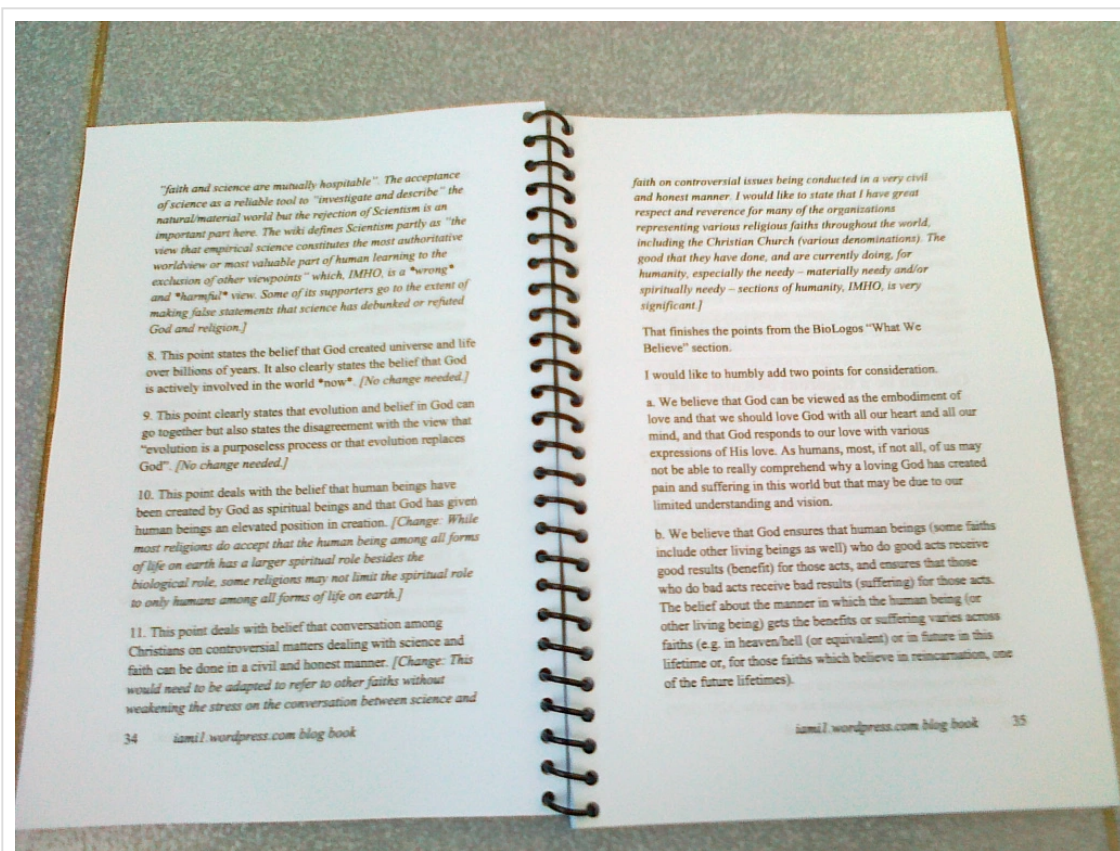 "faith and science are mutually hospitable". The acceptance
of science as a reliable tool to "investigate and describe" the
natural/material world but the rejection of Scientism is an
important part here. The wiki defines Scientism partly as "the
view that empirical science constitutes the most authoritative
worldview or most valuable part of human learning to the
exclusion of other viewpoints" which, IMHO, is a *wrong*
and *harmful* view. Some of its supporters go to the extent of
making false statements that science has debunked or refuted
God and religion.]
8. This point states the belief that God created universe and life
over billions of years. It also clearly states the belief that God
is actively involved in the world *now*. [No change needed.]
9. This point clearly states that evolution and belief in God can
go together but also states the disagreement with the view that
"evolution is a purposeless process or that evolution replaces
God". [No change needed.]
10. This point deals with the belief that human beings have
been created by God as spiritual beings and that God has given
human beings an elevated position in creation. [Change: While
most religions do accept that the human being among all forms
of life on earth has a larger spiritual role besides the
biological role, some religions may not limit the spiritual role
to only humans among all forms of life on earth.]
11. This point deals with belief that conversation among
Christians on controversial matters dealing with science and
faith can be done in a civil and honest manner. [Change: This
would need to be adapted to refer to other faiths without
weakening the stress on the conversation between science and
34 iami1.wordpress.com blog book
faith on controversial issues being conducted in a very civil
and honest manner. I would like to state that I have great
respect and reverence for many of the organizations
representing various religious faiths throughout the world,
including the Christian Church (various denominations). The
good that they have done, and are currently doing, for
humanity, especially the needy – materially needy and/or
spiritually needy – sections of humanity, IMHO, is very
significant.]
That finishes the points from the BioLogos "What We
Believe" section.
I would like to humbly add two points for consideration.
a. We believe that God can be viewed as the embodiment of
love and that we should love God with all our heart and all our
mind, and that God responds to our love with various
expressions of His love. As humans, most, if not all, of us may
not be able to really comprehend why a loving God has created
pain and suffering in this world but that may be due to our
limited understanding and vision.
b. We believe that God ensures that human beings (some faiths
include other living beings as well) who do good acts receive
good results (benefit) for those acts, and ensures that those
who do bad acts receive bad results (suffering) for those acts.
The belief about the manner in which the human being (or
other living being) gets the benefits or suffering varies across
faiths (e.g. in heaven/hell (or equivalent) or in future in this
lifetime or, for those faiths which believe in reincarnation, one
of the future lifetimes).
iami1.wordpress.com blog book 35